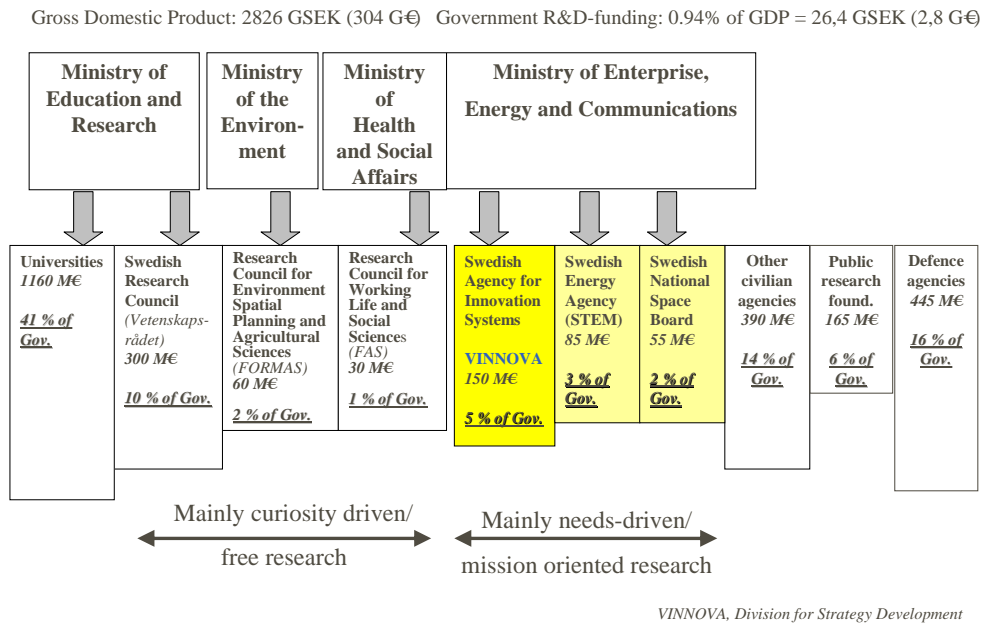 Gross Domestic Product: 2826 GSEK (304 G€) Government R&D-funding: 0.94% of GDP = 26,4 GSEK (2,8 G€)
Ministry of
Education and
Research
Ministry
of the
Environ-
ment
Ministry
of
Health
and Social
Affairs
Ministry of Enterprise,
Energy and Communications
Universities
1160 M€
41 % of
Gov.
Swedish
Research
Council
(Vetenskaps-
rådet)
300 M€
10 % of Gov.
Research
Council for
Environment
Spatial
Planning and
Agricultural
Sciences
(FORMAS)
60 M€
2 % of Gov.
Research
Council for
Working
Life and
Social
Sciences
(FAS)
30 M€
1 % of Gov.
Swedish
Agency for
Innovation
Systems
VINNOVA
150 M€
5 % of Gov.
Swedish
Energy
Agency
(STEM)
85 M€
3 % of
Gov.
Swedish
National
Space
Board
55 M€
2 % of
Gov.
Other
civilian
agencies
390 M€
14 % of
Gov.
Public
research
found.
165 M€
6 % of
Gov.
Defence
agencies
445 M€
16 % of
Gov.
Mainly curiosity driven/
free research
Mainly needs-driven/
mission oriented research
VINNOVA, Division for Strategy Development